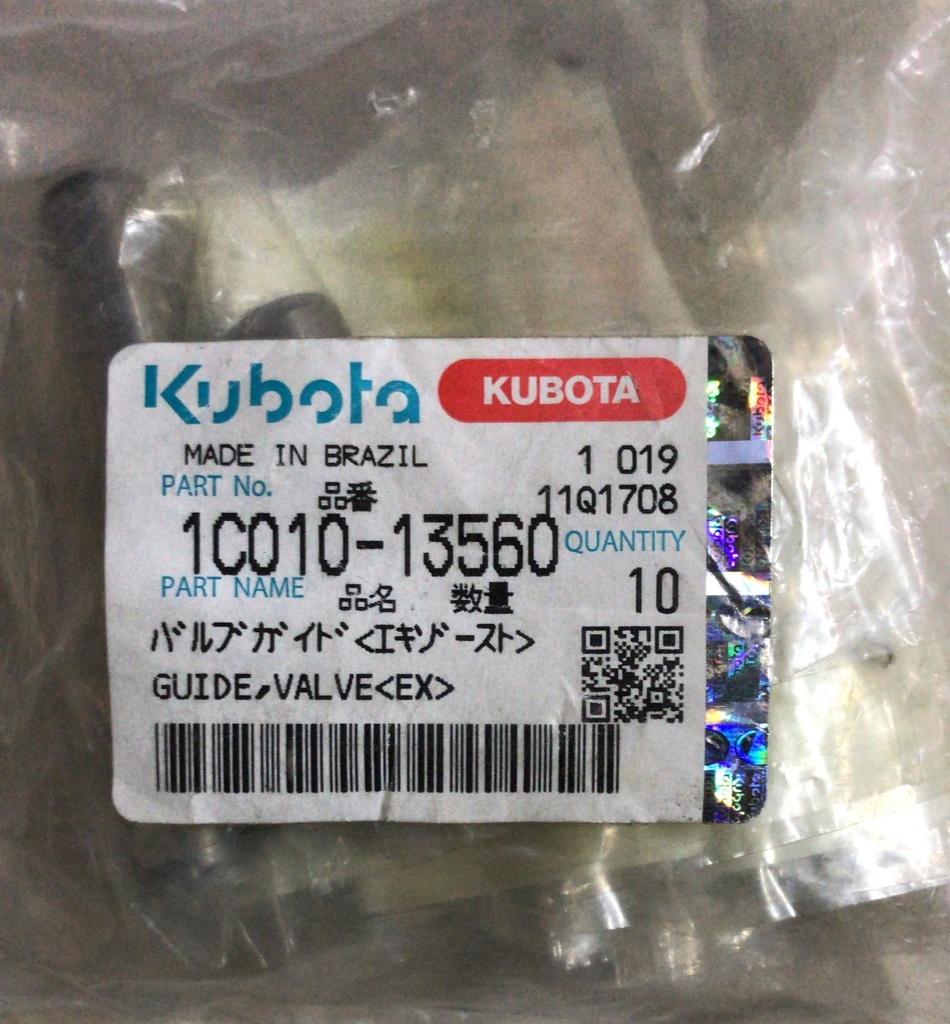 Kubota KUBOTA
MADE IN BRAZIL 1 019
PART No. 品番 11Q1708
1C010-13560 QUANTITY
PART NAME 品名 数量 10
バルブガイド<エキゾースト>
GUIDE,VALVE<EX>
Kubota